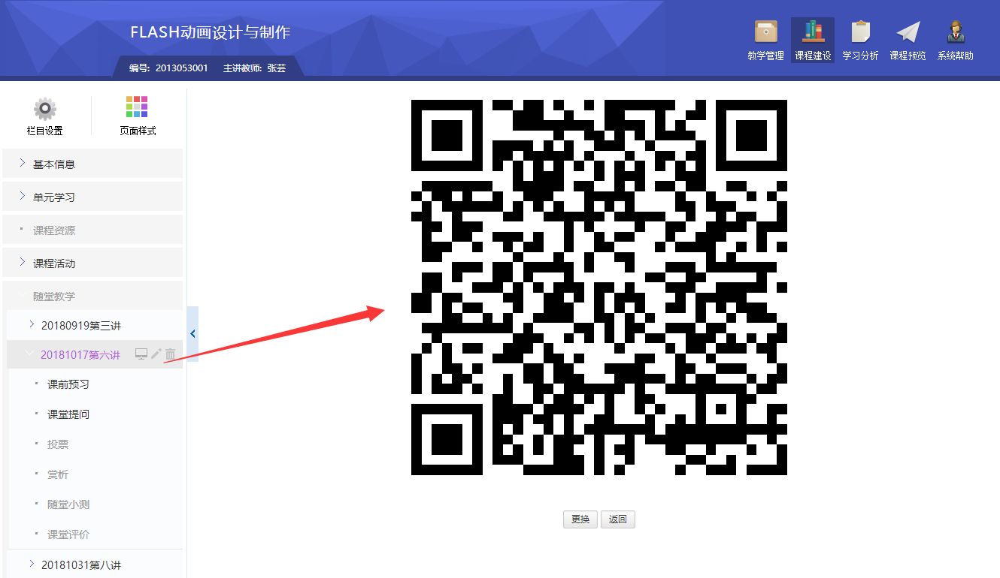 FLASH动画设计与制作
编号: 2013053001 主讲教师: 张芸
教学管理 课程建设 学习分析 课程预览 系统帮助
栏目设置 页面样式
基本信息
单元学习
课程资源
课程活动
随堂教学
20180919第三讲
20181017第六讲
课前预习
课堂提问
投票
赏析
随堂小测
课堂评价
20181031第八讲
更换 返回